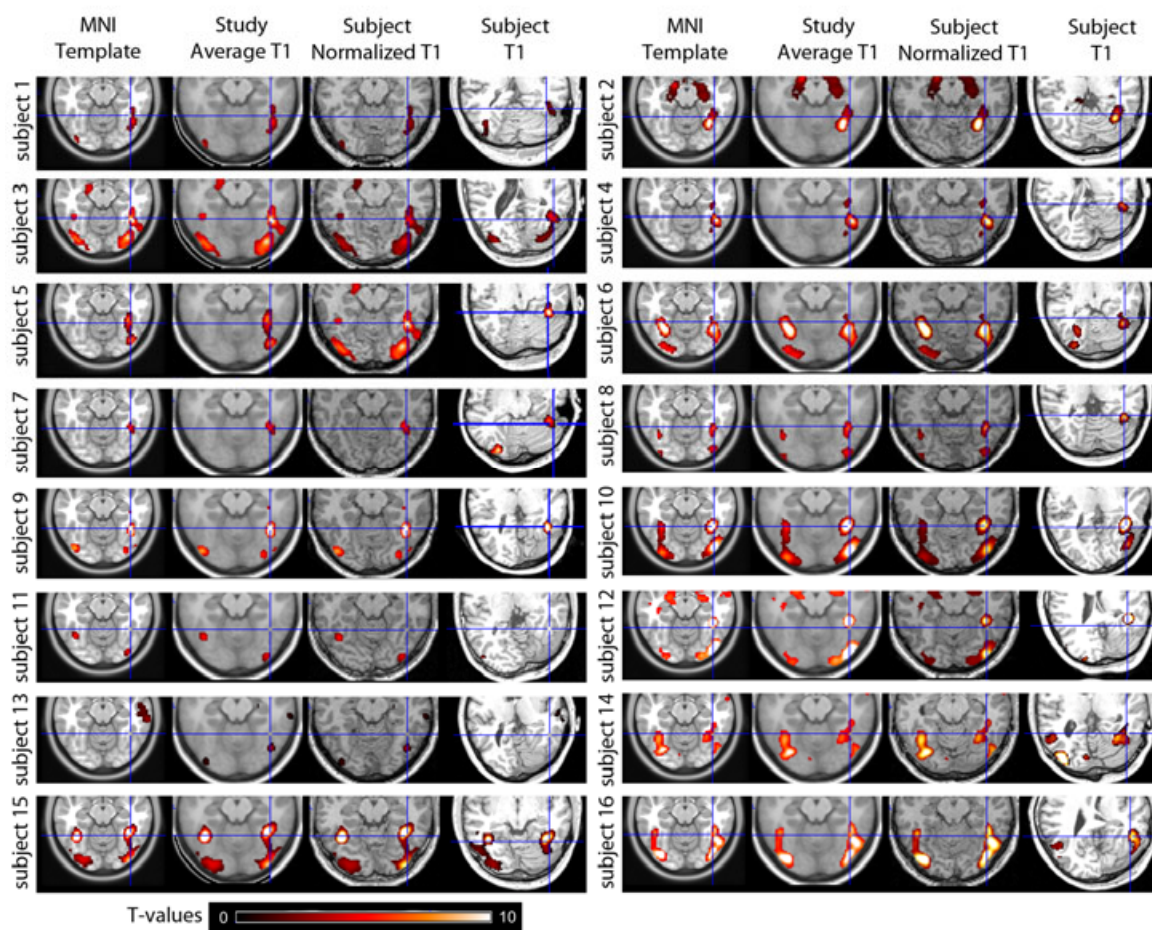 MNI Template
Study Average T1
Subject Normalized T1
Subject T1
MNI Template
Study Average T1
Subject Normalized T1
Subject T1
subject 1
subject 2
subject 3
subject 4
subject 5
subject 6
subject 7
subject 8
subject 9
subject 10
subject 11
subject 12
subject 13
subject 14
subject 15
subject 16
T-values 0 10